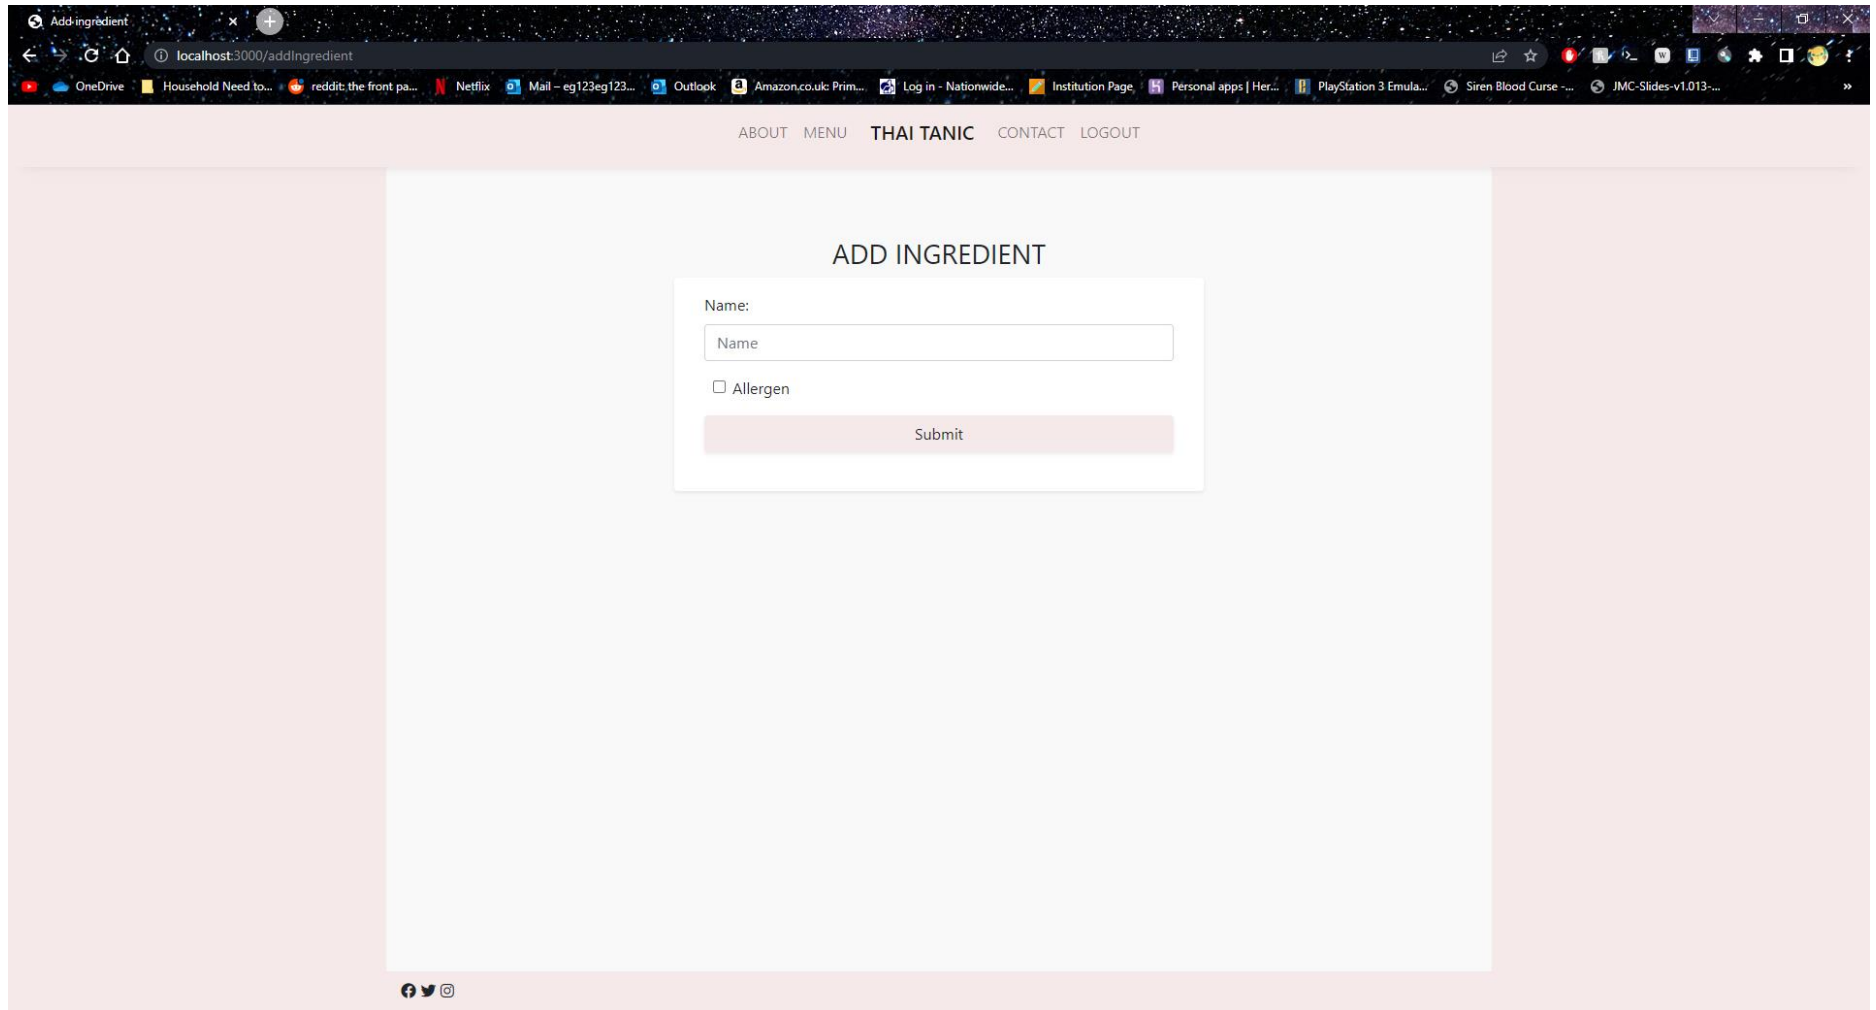 Add ingredient
localhost:3000/addIngredient
OneDrive Household Need to... reddit: the front pa... Netflix Mail – eg123eg123... Outlook Amazon.co.uk: Prim... Log in - Nationwide... Institution Page, Personal apps | Her... PlayStation 3 Emula... Siren Blood Curse -... JMC-Slides-v1.013-... »
ABOUT MENU THAI TANIC CONTACT LOGOUT
ADD INGREDIENT
Name:
Name
Allergen
Submit